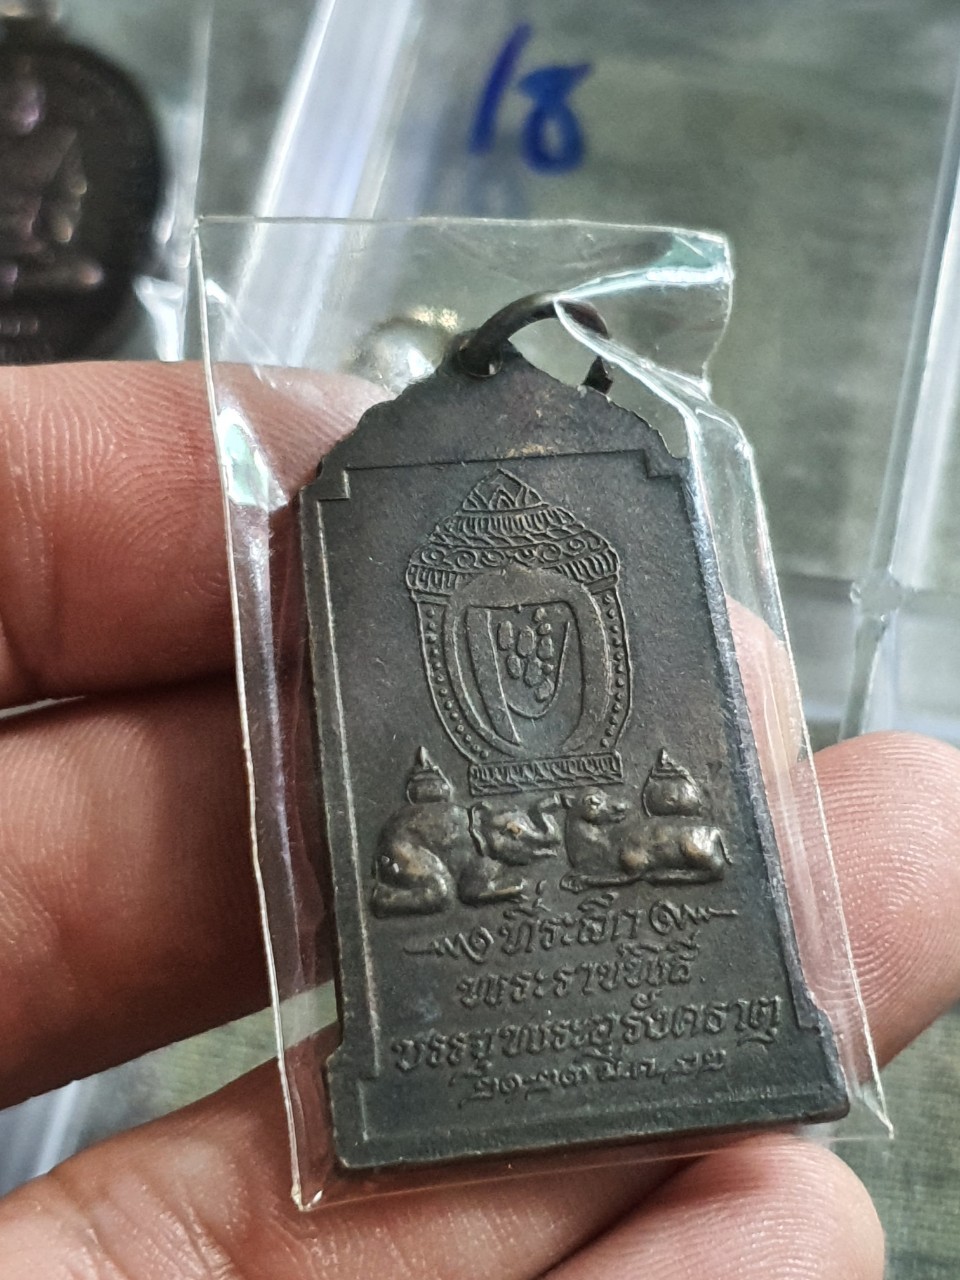 18
ที่ระลึก
พระราชพิธี
บรรจุพระอุรังคธาตุ
๒๑-๒๓ มี.ค. ๒๒